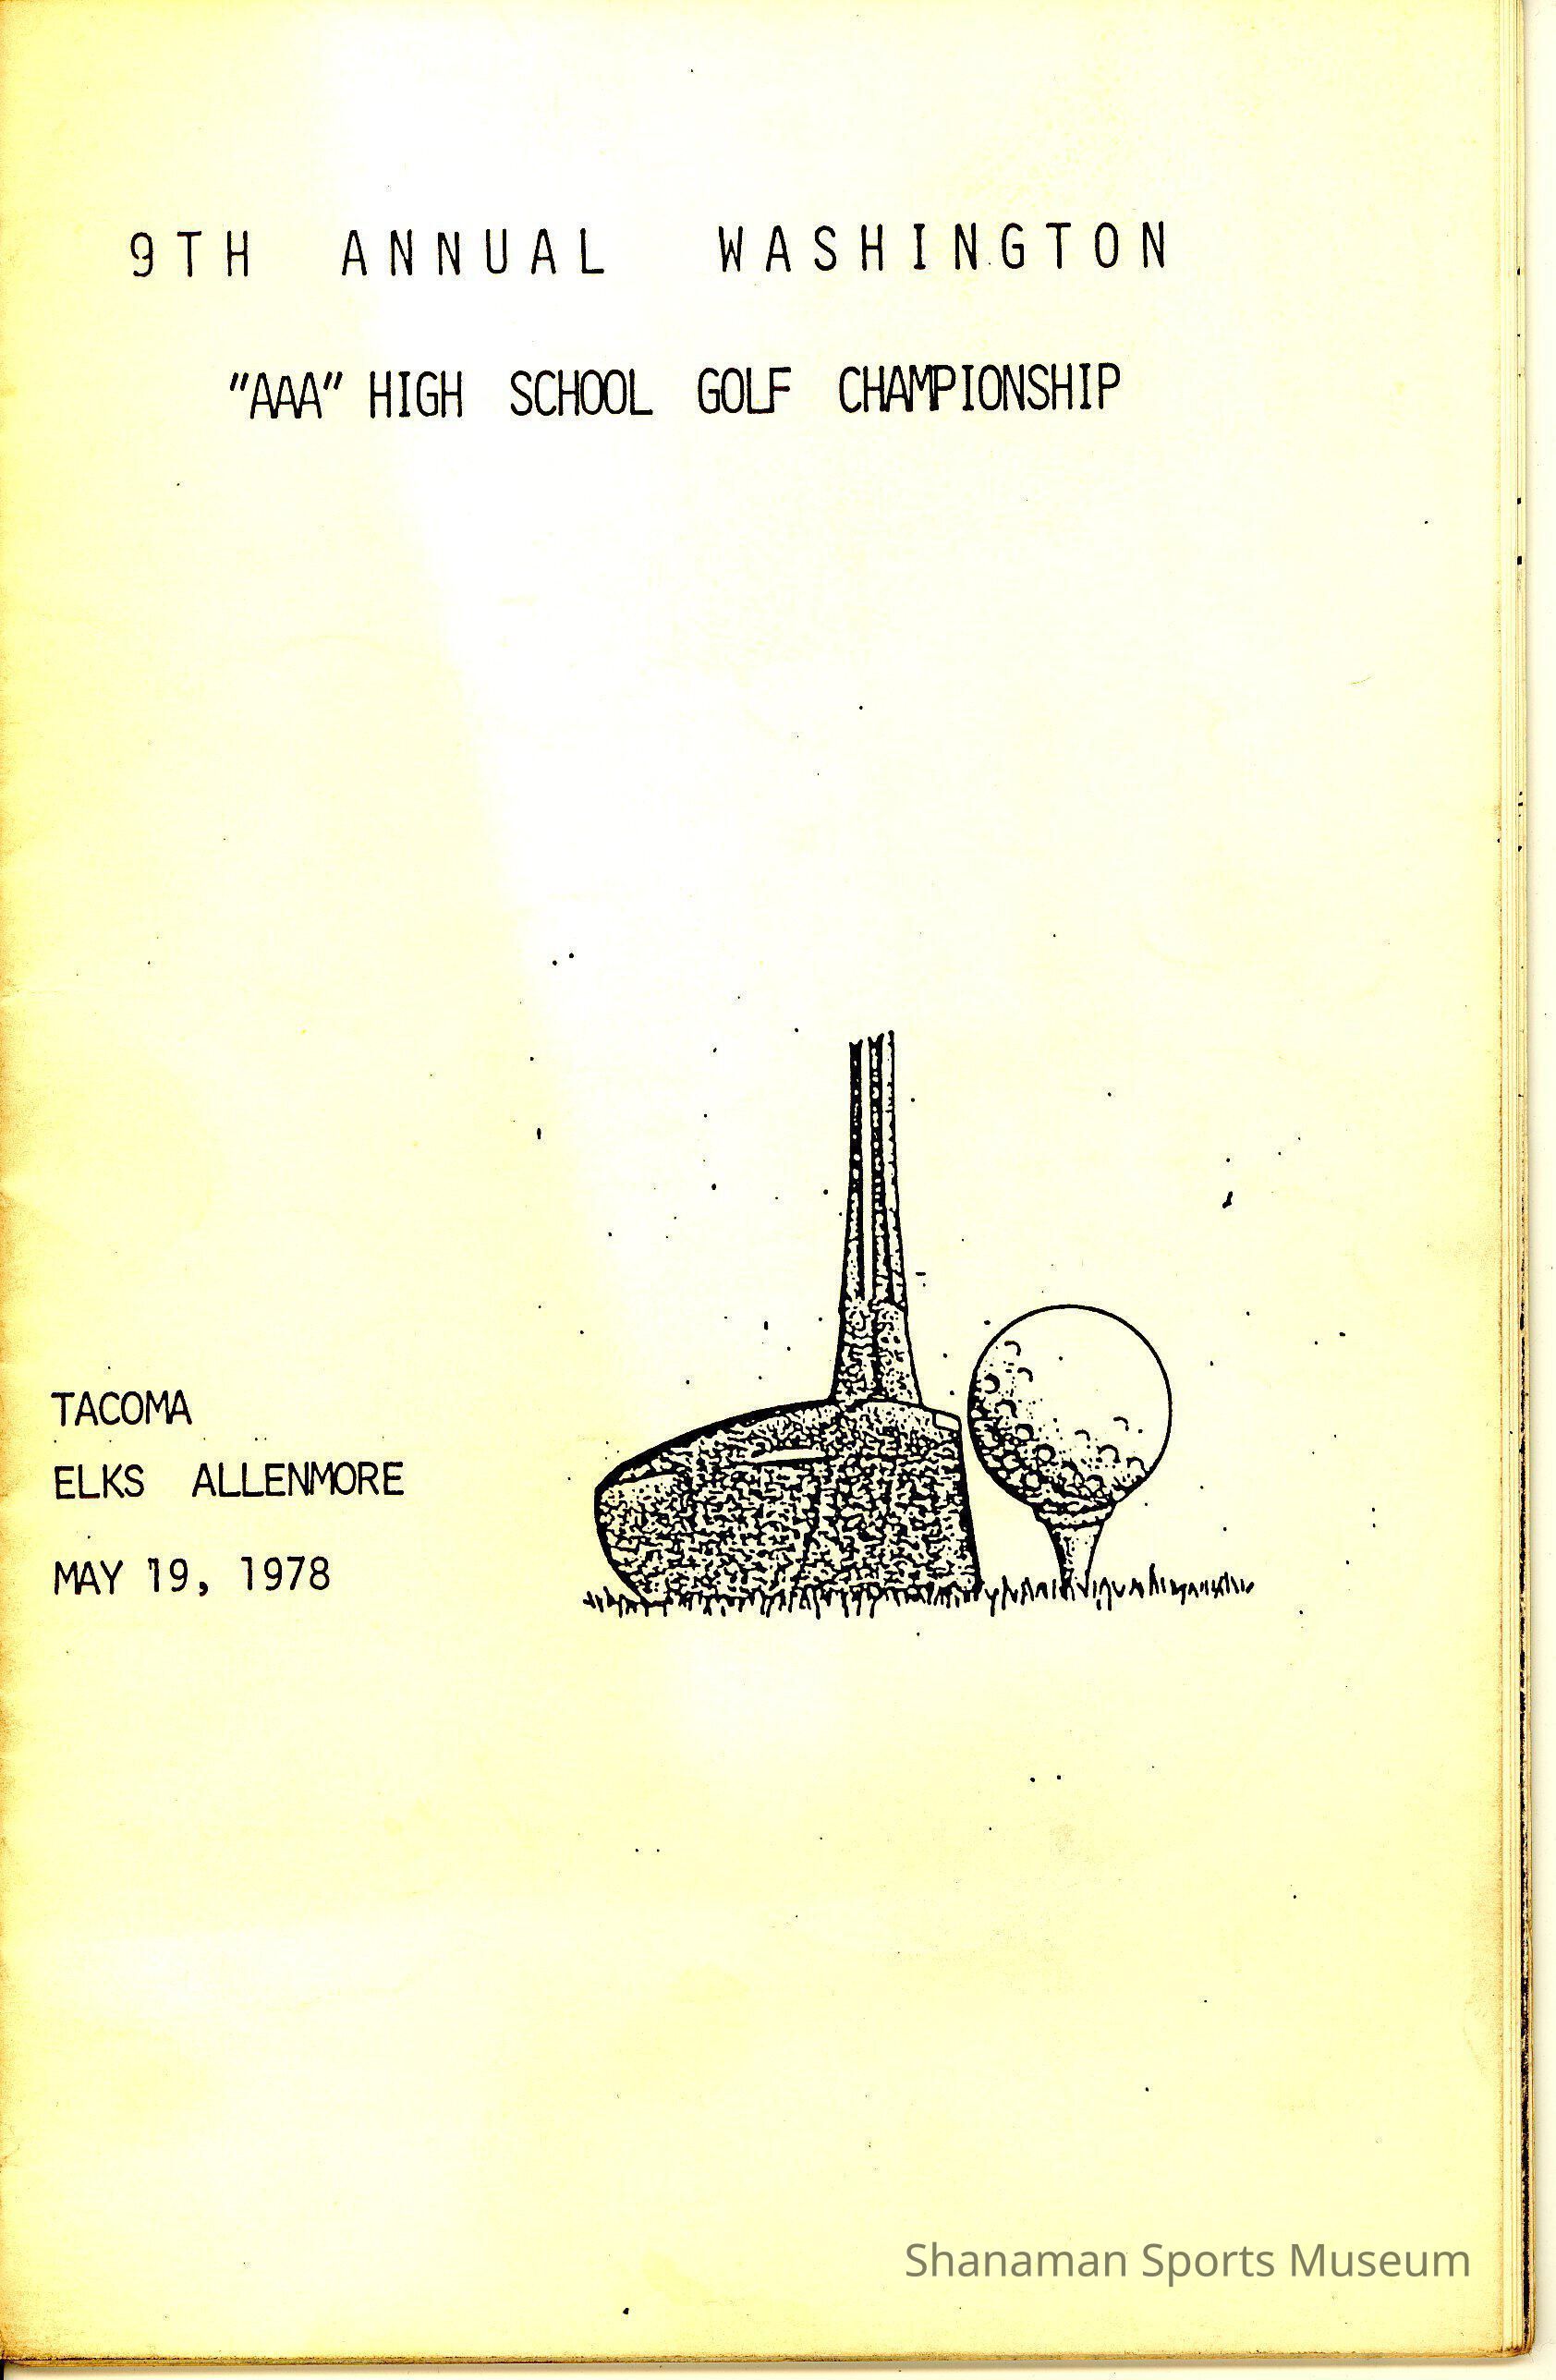 9TH ANNUAL WASHINGTON
"AAA" HIGH SCHOOL GOLF CHAMPIONSHIP
TACOMA
ELKS ALLENMORE
MAY 19, 1978
Shanaman Sports Museum